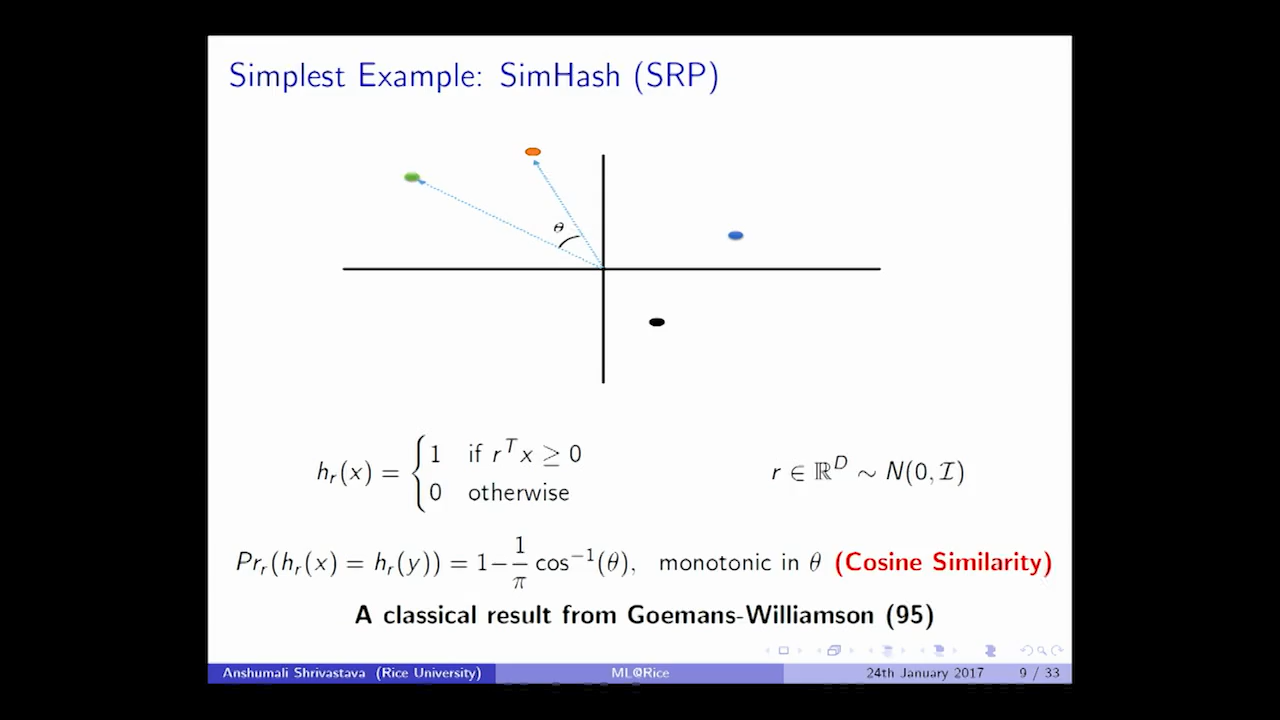 Simplest Example: SimHash (SRP)
θ
h_r(x) = { 1 if r^T x ≥ 0
0 otherwise
r ∈ ℝ^D ∼ N(0, ℐ)
Pr_r(h_r(x) = h_r(y)) = 1 − 1/π cos⁻¹(θ), monotonic in θ (Cosine Similarity)
A classical result from Goemans-Williamson (95)
Anshumali Shrivastava (Rice University) ML@Rice 24th January 2017 9 / 33